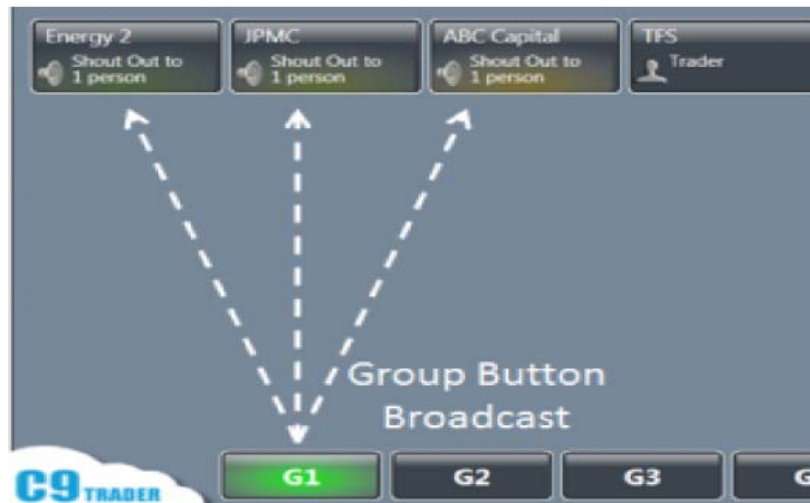 Energy 2
Shout Out to
1 person
JPMC
Shout Out to
1 person
ABC Capital
Shout Out to
1 person
TFS
Trader
Group Button
Broadcast
C9 TRADER
G1
G2
G3